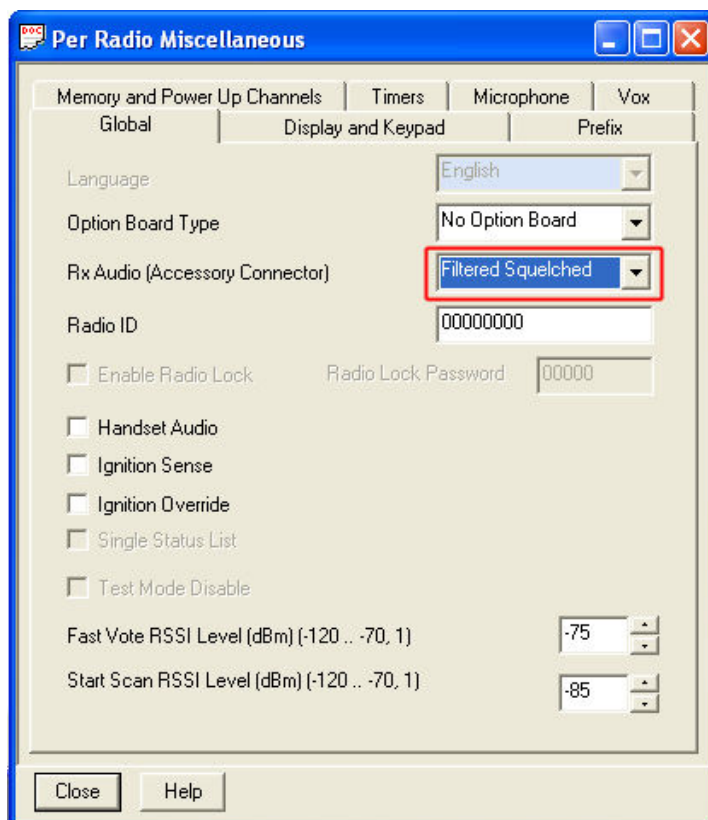 DOC
Per Radio Miscellaneous
Memory and Power Up Channels Timers Microphone Vox
Global Display and Keypad Prefix
Language English
Option Board Type No Option Board
Rx Audio (Accessory Connector) Filtered Squelched
Radio ID 00000000
Enable Radio Lock Radio Lock Password 00000
Handset Audio
Ignition Sense
Ignition Override
Single Status List
Test Mode Disable
Fast Vote RSSI Level (dBm) (-120 .. -70, 1) -75
Start Scan RSSI Level (dBm) (-120 .. -70, 1) -85
Close Help